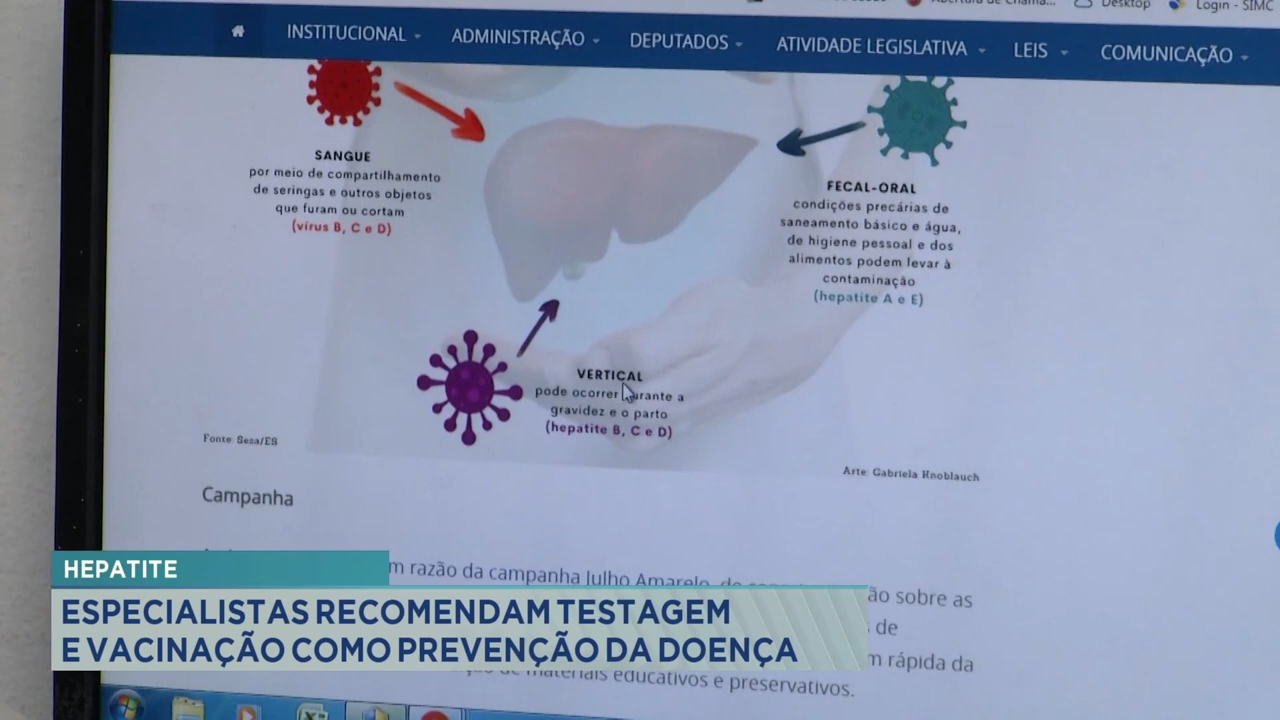 Desktop
Login - SIMC
INSTITUCIONAL
ADMINISTRAÇÃO
DEPUTADOS
ATIVIDADE LEGISLATIVA
LEIS
COMUNICAÇÃO
SANGUE
por meio de compartilhamento
de seringas e outros objetos
que furam ou cortam
(vírus B, C e D)
FECAL-ORAL
condições precárias de
saneamento básico e água,
de higiene pessoal e dos
alimentos podem levar à
contaminação
(hepatite A e E)
VERTICAL
pode ocorrer durante a
gravidez e o parto
(hepatite B, C e D)
Fonte: Sesa/ES
Arte: Gabriela Knoblauch
Campanha
m razão da campanha Julho Amarelo, de
ão sobre as
de
m rápida da
de materiais educativos e preservativos.
HEPATITE
ESPECIALISTAS RECOMENDAM TESTAGEM
E VACINAÇÃO COMO PREVENÇÃO DA DOENÇA